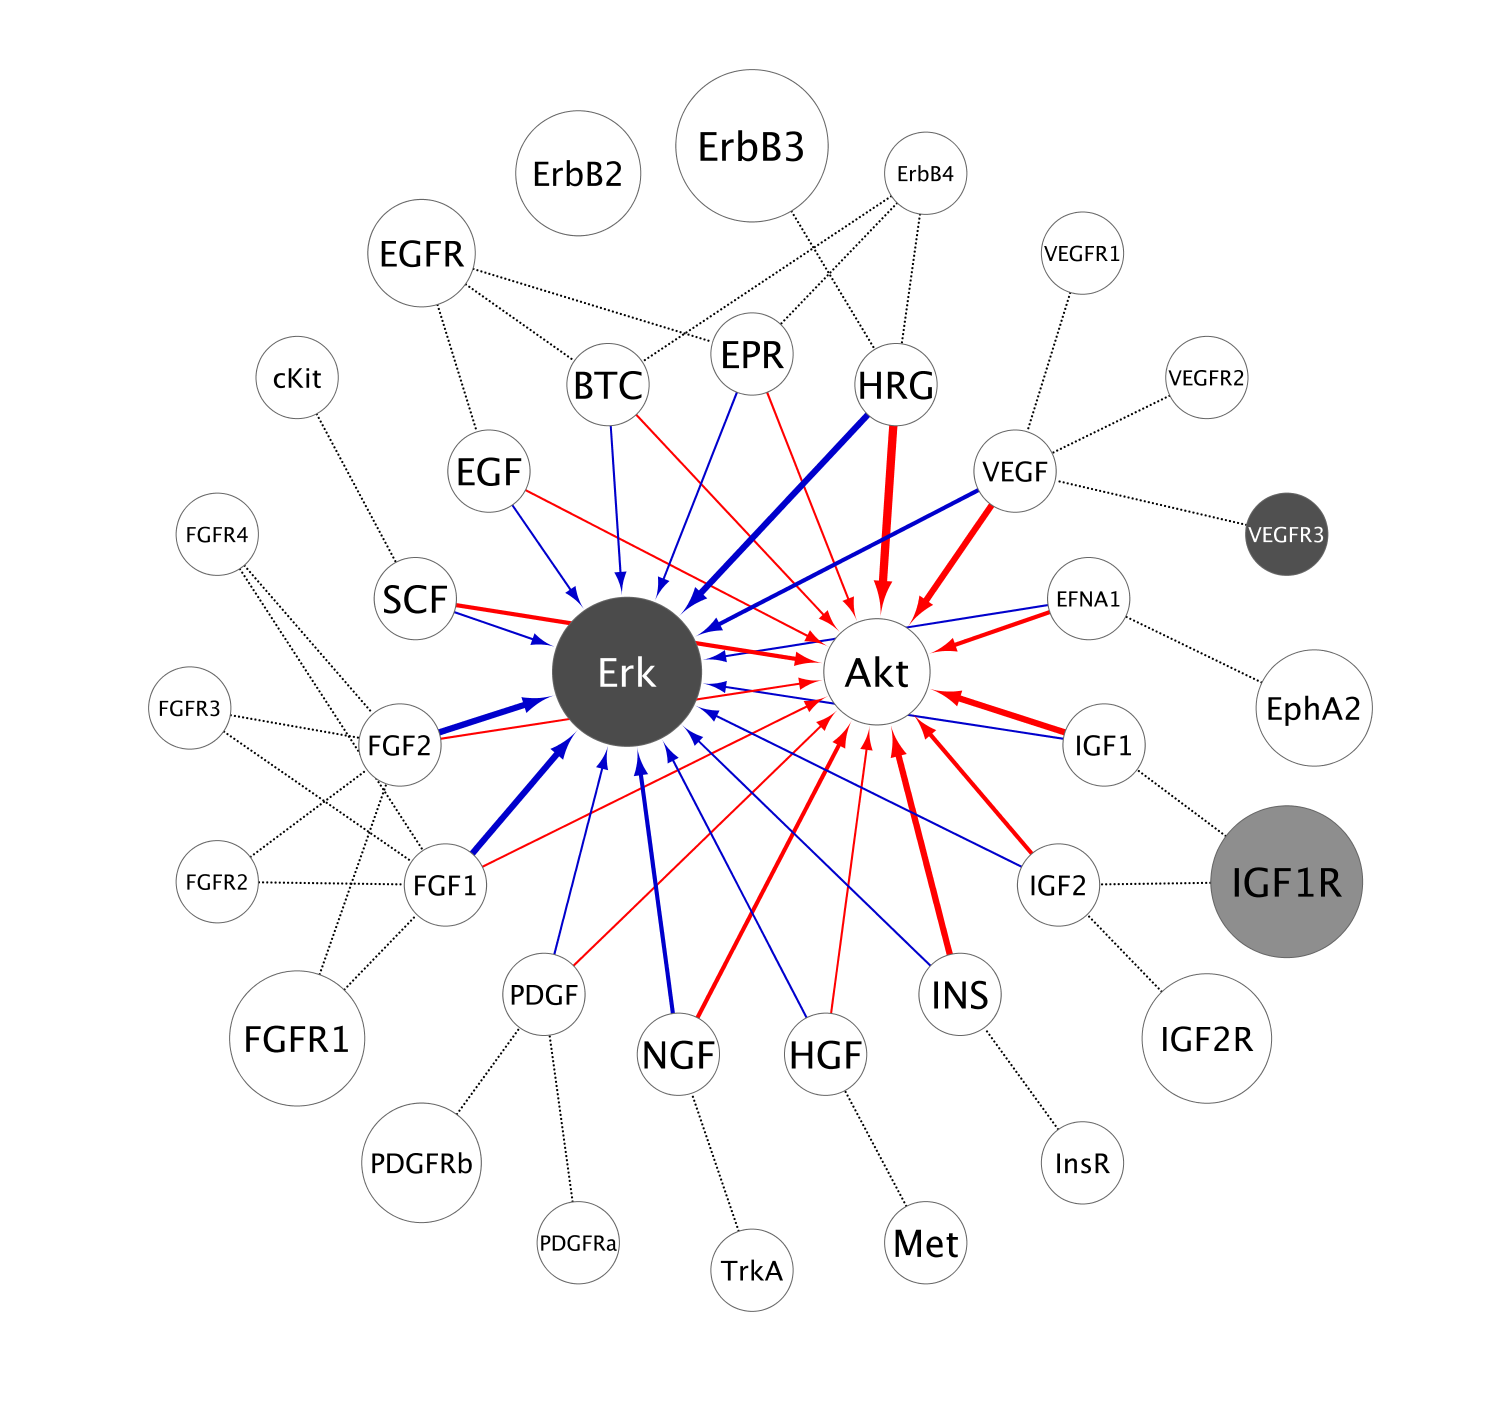 ErbB3
ErbB2
ErbB4
EGFR
VEGFR1
EPR
cKit
BTC
HRG
VEGFR2
EGF
VEGF
FGFR4
VEGFR3
SCF
EFNA1
Erk
Akt
FGFR3
EphA2
FGF2
IGF1
FGFR2
FGF1
IGF2
IGF1R
PDGF
INS
FGFR1
IGF2R
NGF
HGF
PDGFRb
InsR
PDGFRa
Met
TrkA